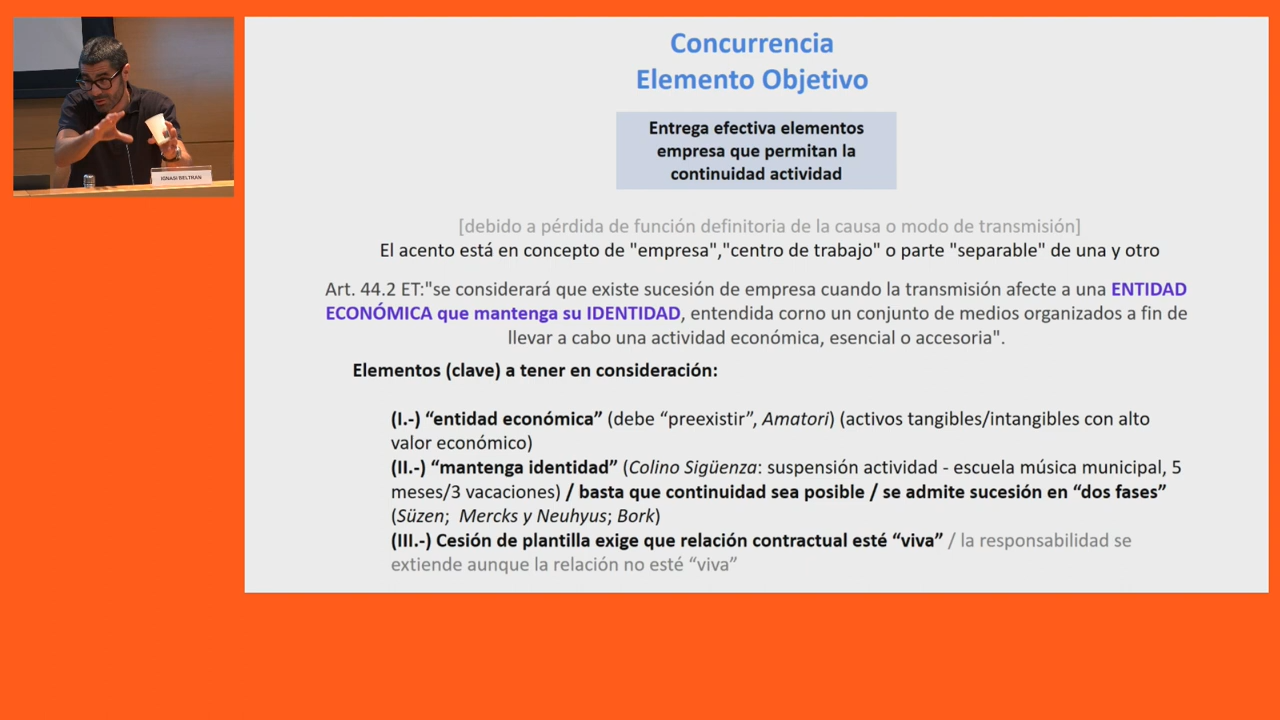 IGNASI BELTRAN
Concurrencia
Elemento Objetivo
Entrega efectiva elementos
empresa que permitan la
continuidad actividad
[debido a pérdida de función definitoria de la causa o modo de transmisión]
El acento está en concepto de "empresa","centro de trabajo" o parte "separable" de una y otro
Art. 44.2 ET:"se considerará que existe sucesión de empresa cuando la transmisión afecte a una ENTIDAD
ECONÓMICA que mantenga su IDENTIDAD, entendida corno un conjunto de medios organizados a fin de
llevar a cabo una actividad económica, esencial o accesoria".
Elementos (clave) a tener en consideración:
(I.-) “entidad económica” (debe “preexistir”, Amatori) (activos tangibles/intangibles con alto
valor económico)
(II.-) “mantenga identidad” (Colino Sigüenza: suspensión actividad - escuela música municipal, 5
meses/3 vacaciones) / basta que continuidad sea posible / se admite sucesión en “dos fases”
(Süzen; Mercks y Neuhyus; Bork)
(III.-) Cesión de plantilla exige que relación contractual esté “viva” / la responsabilidad se
extiende aunque la relación no esté “viva”